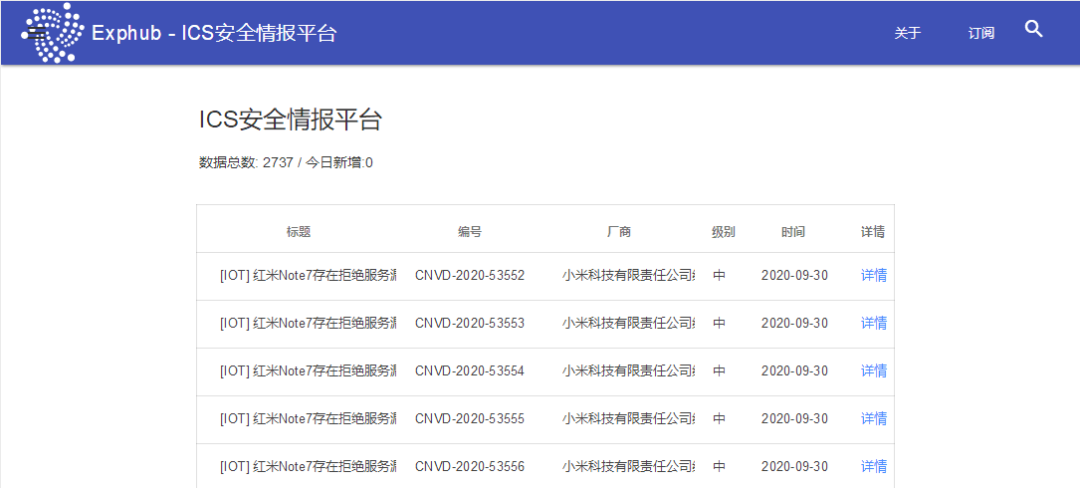 Exphub - ICS安全情报平台 关于 订阅
ICS安全情报平台
数据总数: 2737 / 今日新增:0
标题 编号 厂商 级别 时间 详情
[IOT] 红米Note7存在拒绝服务 CNVD-2020-53552 小米科技有限责任公司 中 2020-09-30 详情
[IOT] 红米Note7存在拒绝服务 CNVD-2020-53553 小米科技有限责任公司 中 2020-09-30 详情
[IOT] 红米Note7存在拒绝服务 CNVD-2020-53554 小米科技有限责任公司 中 2020-09-30 详情
[IOT] 红米Note7存在拒绝服务 CNVD-2020-53555 小米科技有限责任公司 中 2020-09-30 详情
[IOT] 红米Note7存在拒绝服务 CNVD-2020-53556 小米科技有限责任公司 中 2020-09-30 详情